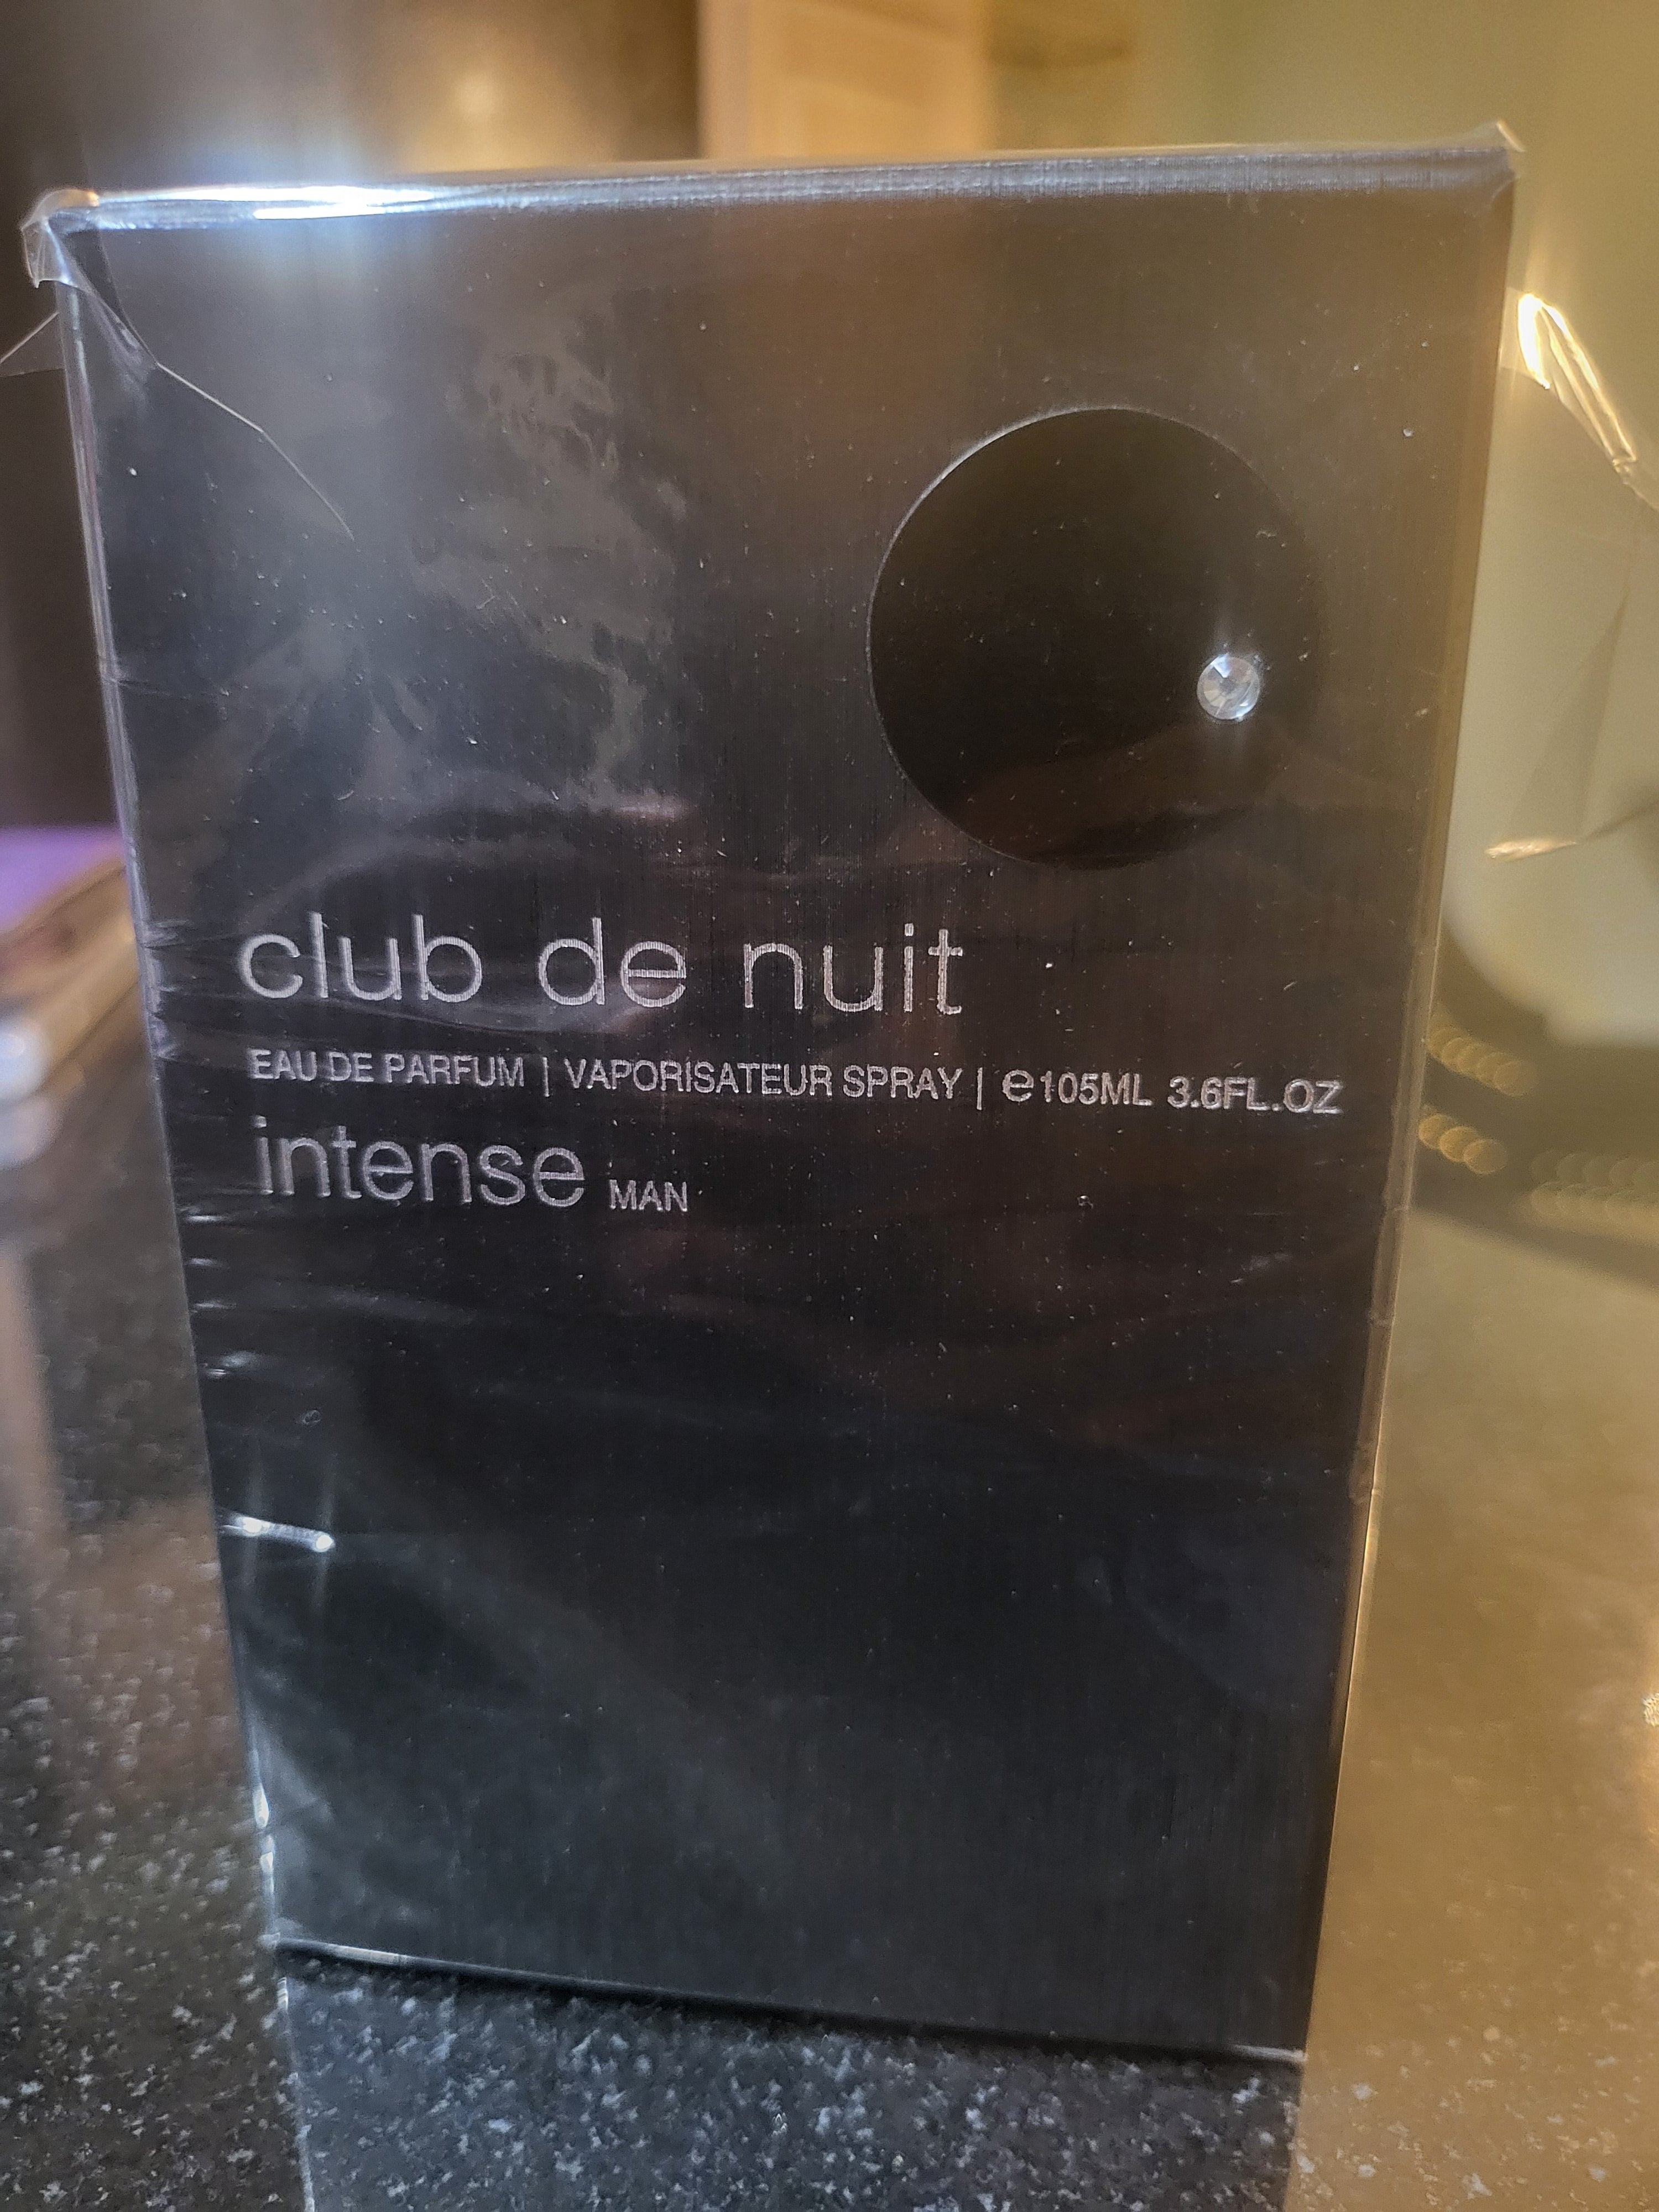 club de nuit
EAU DE PARFUM | VAPORISATEUR SPRAY | e105ML 3.6FL.OZ
intense MAN